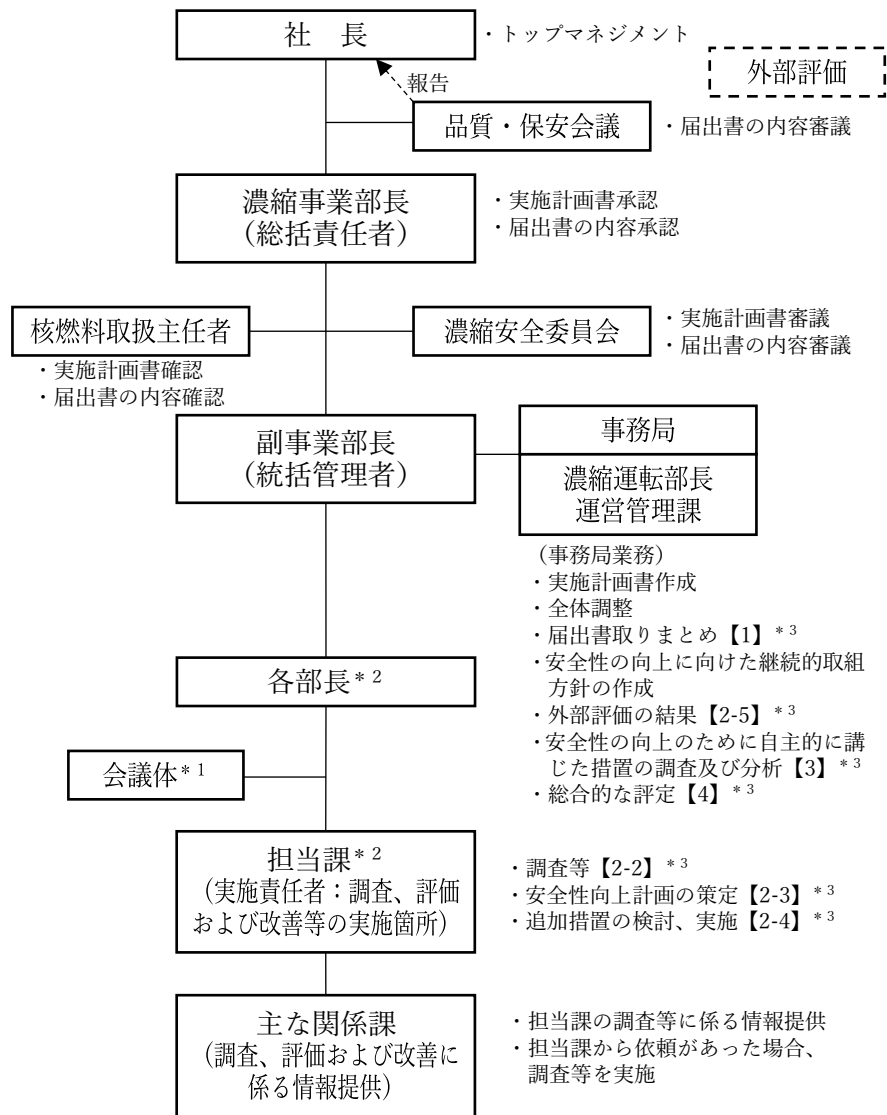 社　長
・トップマネジメント
外部評価
報告
品質・保安会議
・届出書の内容審議
濃縮事業部長
（総括責任者）
・実施計画書承認
・届出書の内容承認
核燃料取扱主任者
・実施計画書確認
・届出書の内容確認
濃縮安全委員会
・実施計画書審議
・届出書の内容審議
副事業部長
（統括管理者）
事務局
濃縮運転部長
運営管理課
（事務局業務）
・実施計画書作成
・全体調整
・届出書取りまとめ【1】＊３
・安全性の向上に向けた継続的取組
方針の作成
・外部評価の結果【2-5】＊３
・安全性の向上のために自主的に講
じた措置の調査及び分析【3】＊３
・総合的な評定【4】＊３
各部長＊２
会議体＊１
担当課＊２
（実施責任者：調査、評価
および改善等の実施箇所）
・調査等【2-2】＊３
・安全性向上計画の策定【2-3】＊３
・追加措置の検討、実施【2-4】＊３
主な関係課
（調査、評価および改善に
係る情報提供）
・担当課の調査等に係る情報提供
・担当課から依頼があった場合、
調査等を実施